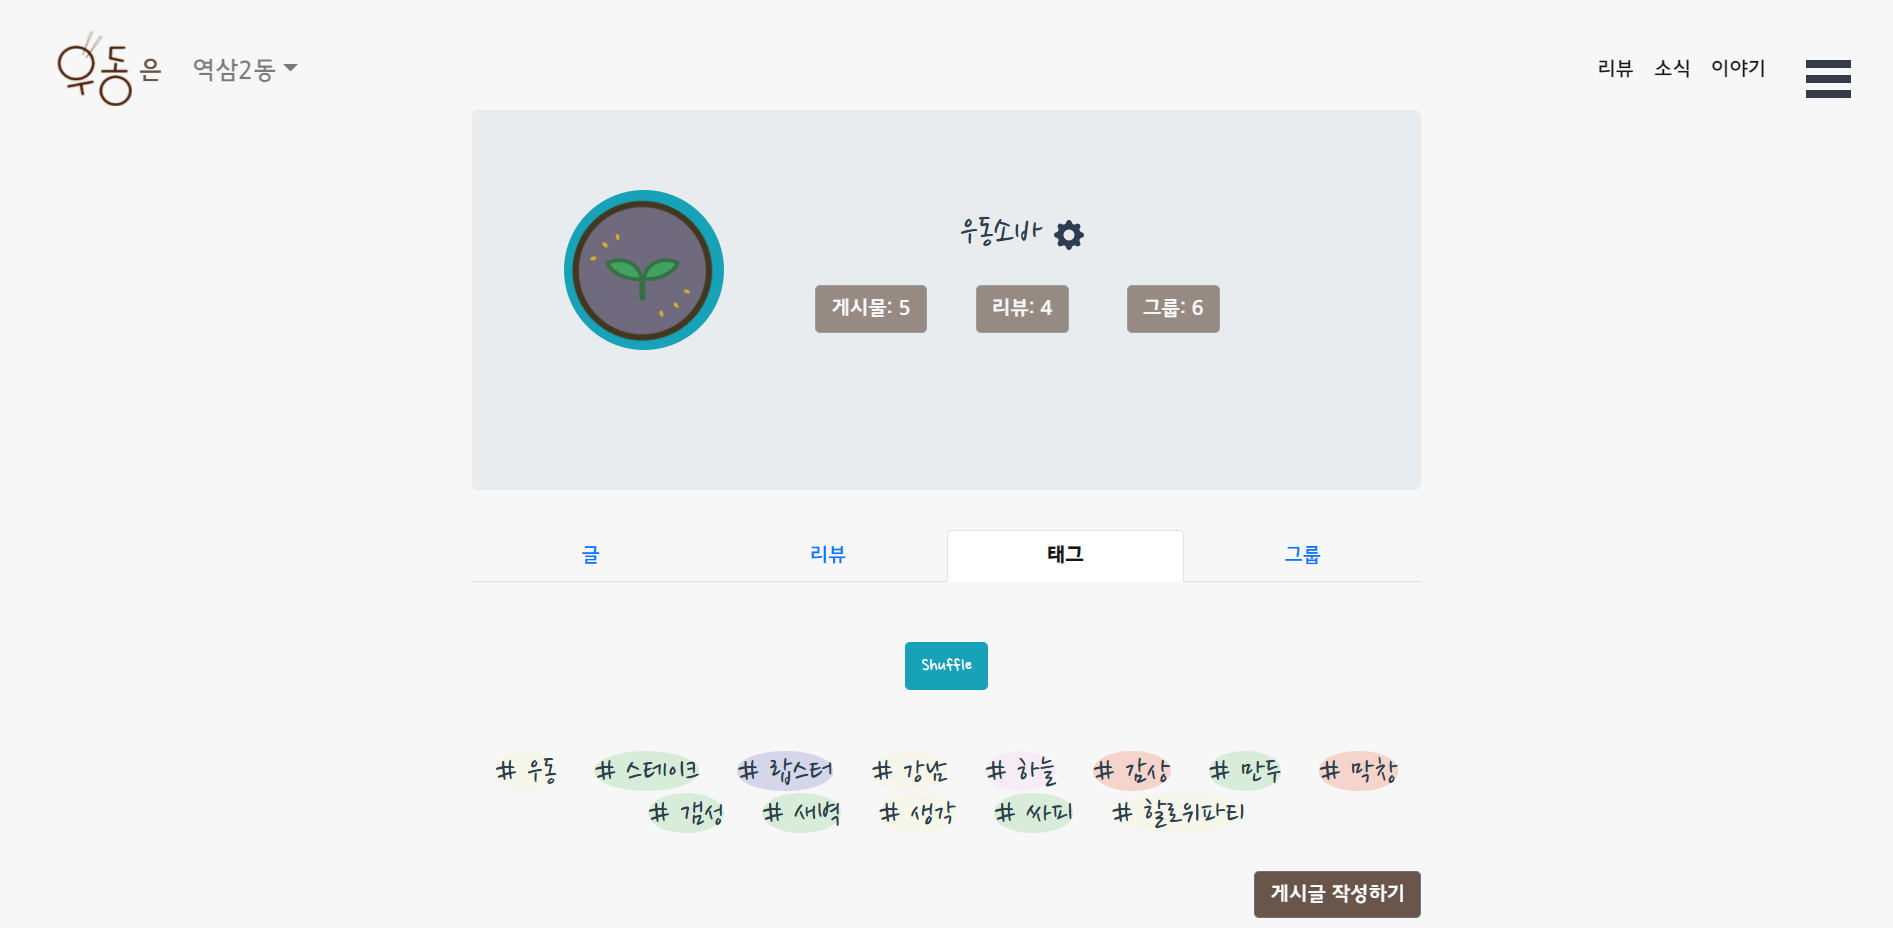 우동 은 역삼2동
리뷰 소식 이야기
우동소바
게시물: 5 리뷰: 4 그룹: 6
글 리뷰 태그 그룹
Shuffle
# 우동 # 스테이크 # 랍스터 # 강남 # 하늘 # 감상 # 만두 # 막창
# 갬성 # 새벽 # 생각 # 싸피 # 할로위파티
게시글 작성하기